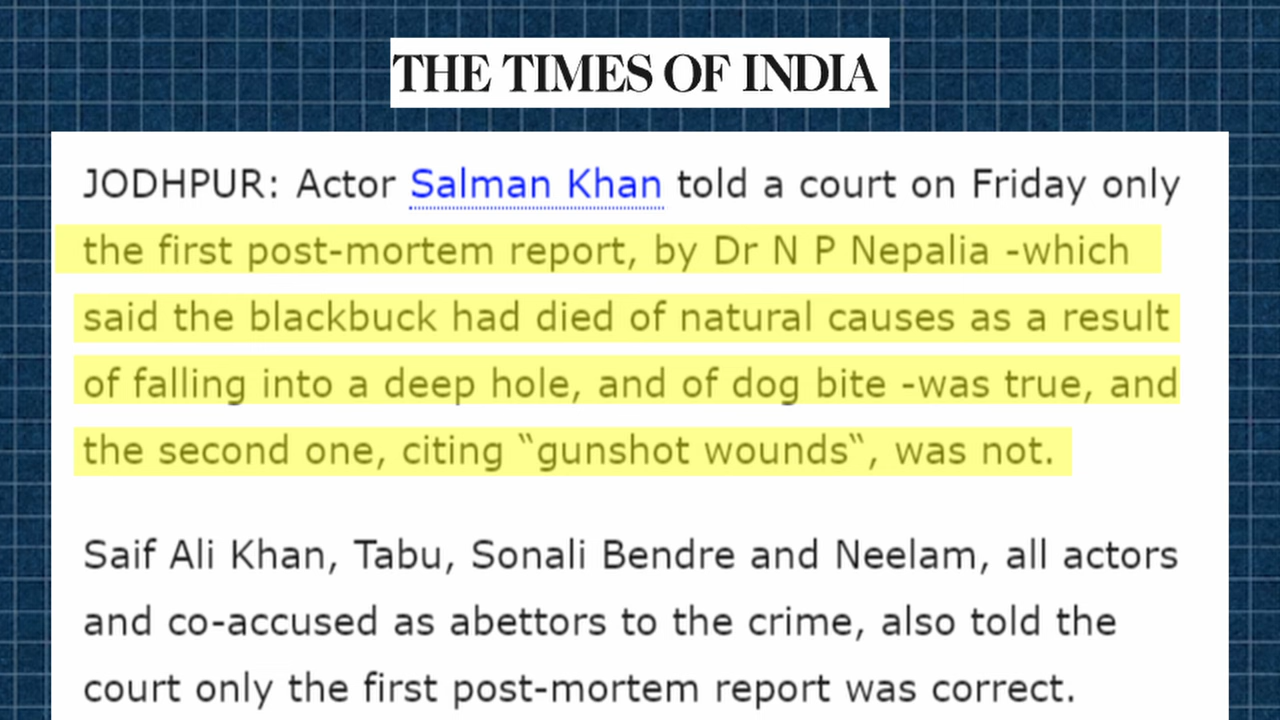 THE TIMES OF INDIA
JODHPUR: Actor Salman Khan told a court on Friday only
the first post-mortem report, by Dr N P Nepalia -which
said the blackbuck had died of natural causes as a result
of falling into a deep hole, and of dog bite -was true, and
the second one, citing ‟gunshot wounds‟, was not.
Saif Ali Khan, Tabu, Sonali Bendre and Neelam, all actors
and co-accused as abettors to the crime, also told the
court only the first post-mortem report was correct.